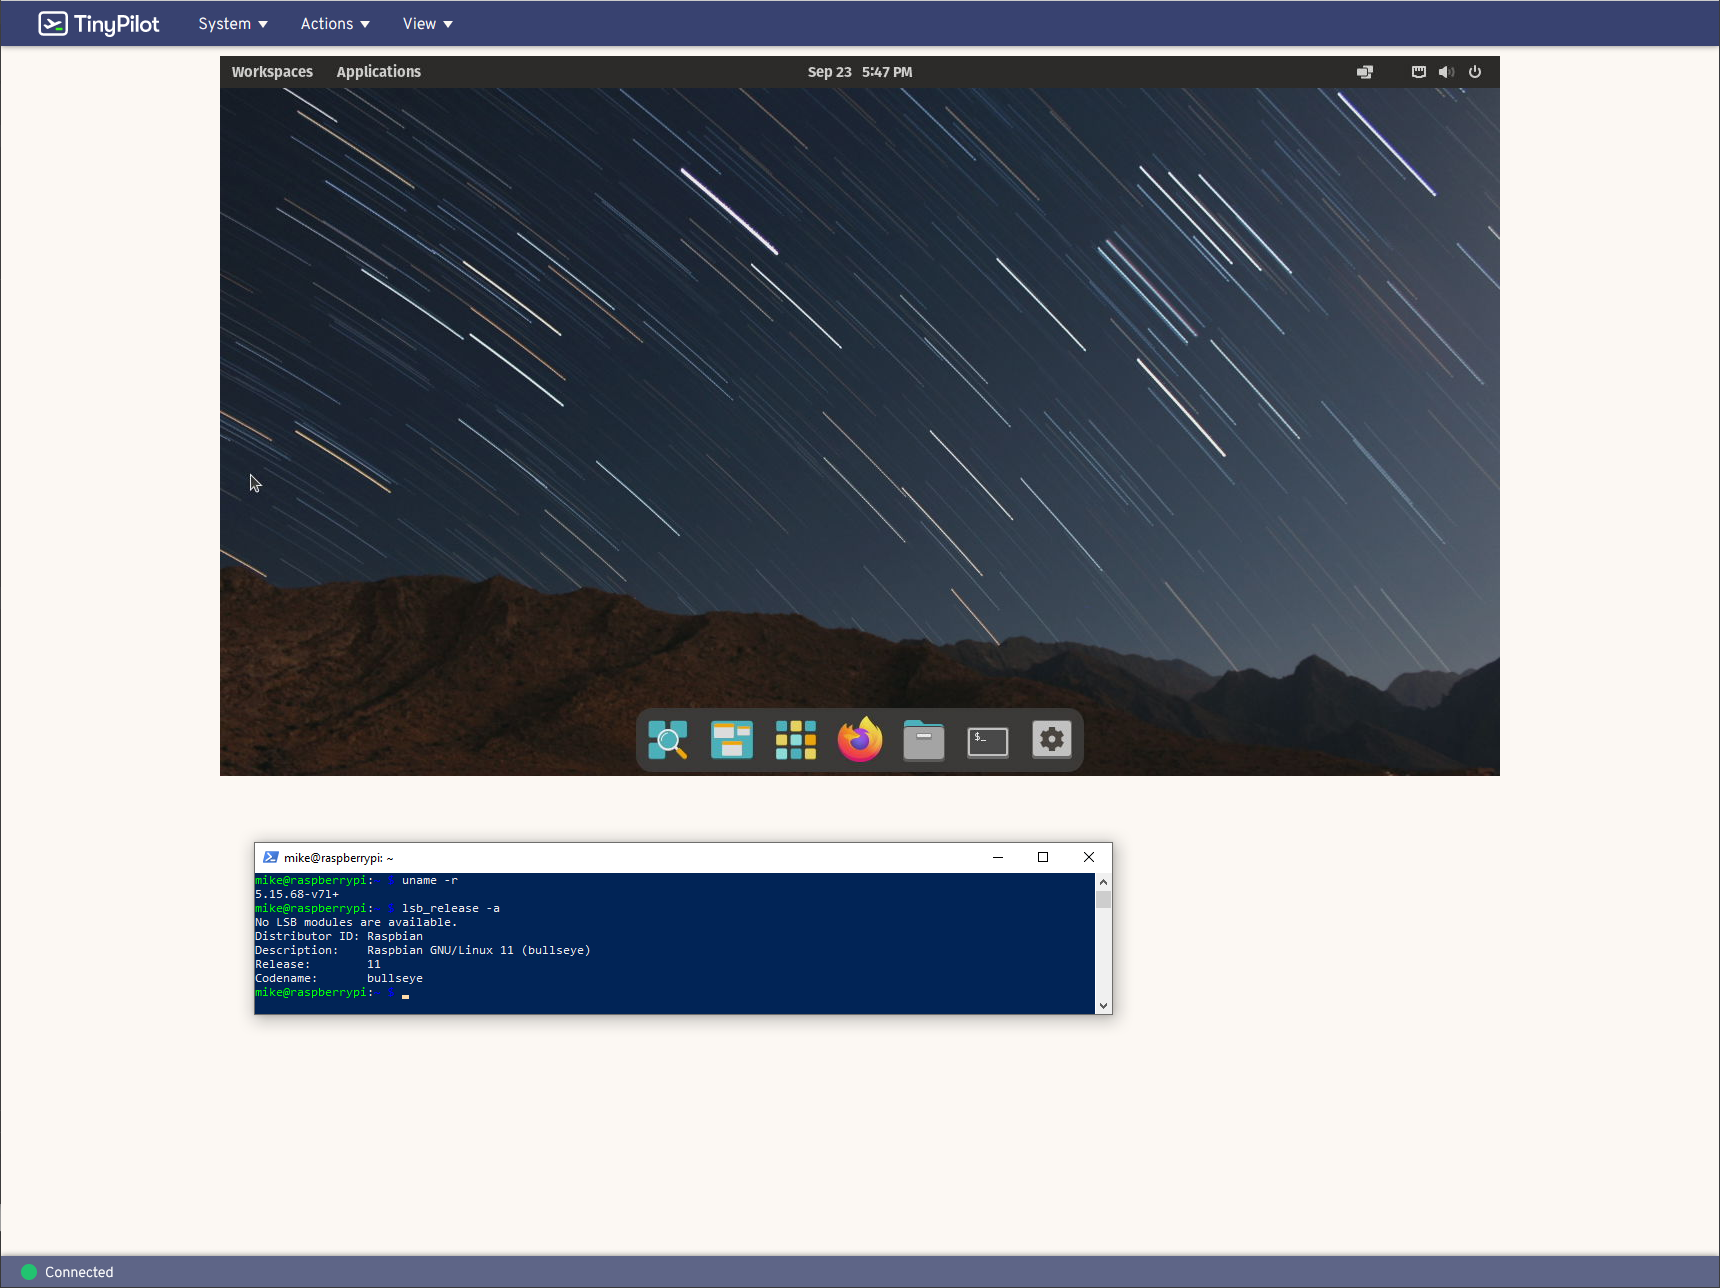 TinyPilot System Actions View
Workspaces Applications Sep 23 5:47 PM
$_
mike@raspberrypi: ~
mike@raspberrypi: $ uname -r
5.15.68-v7l+
mike@raspberrypi: $ lsb_release -a
No LSB modules are available.
Distributor ID: Raspbian
Description: Raspbian GNU/Linux 11 (bullseye)
Release: 11
Codename: bullseye
mike@raspberrypi: $
Connected